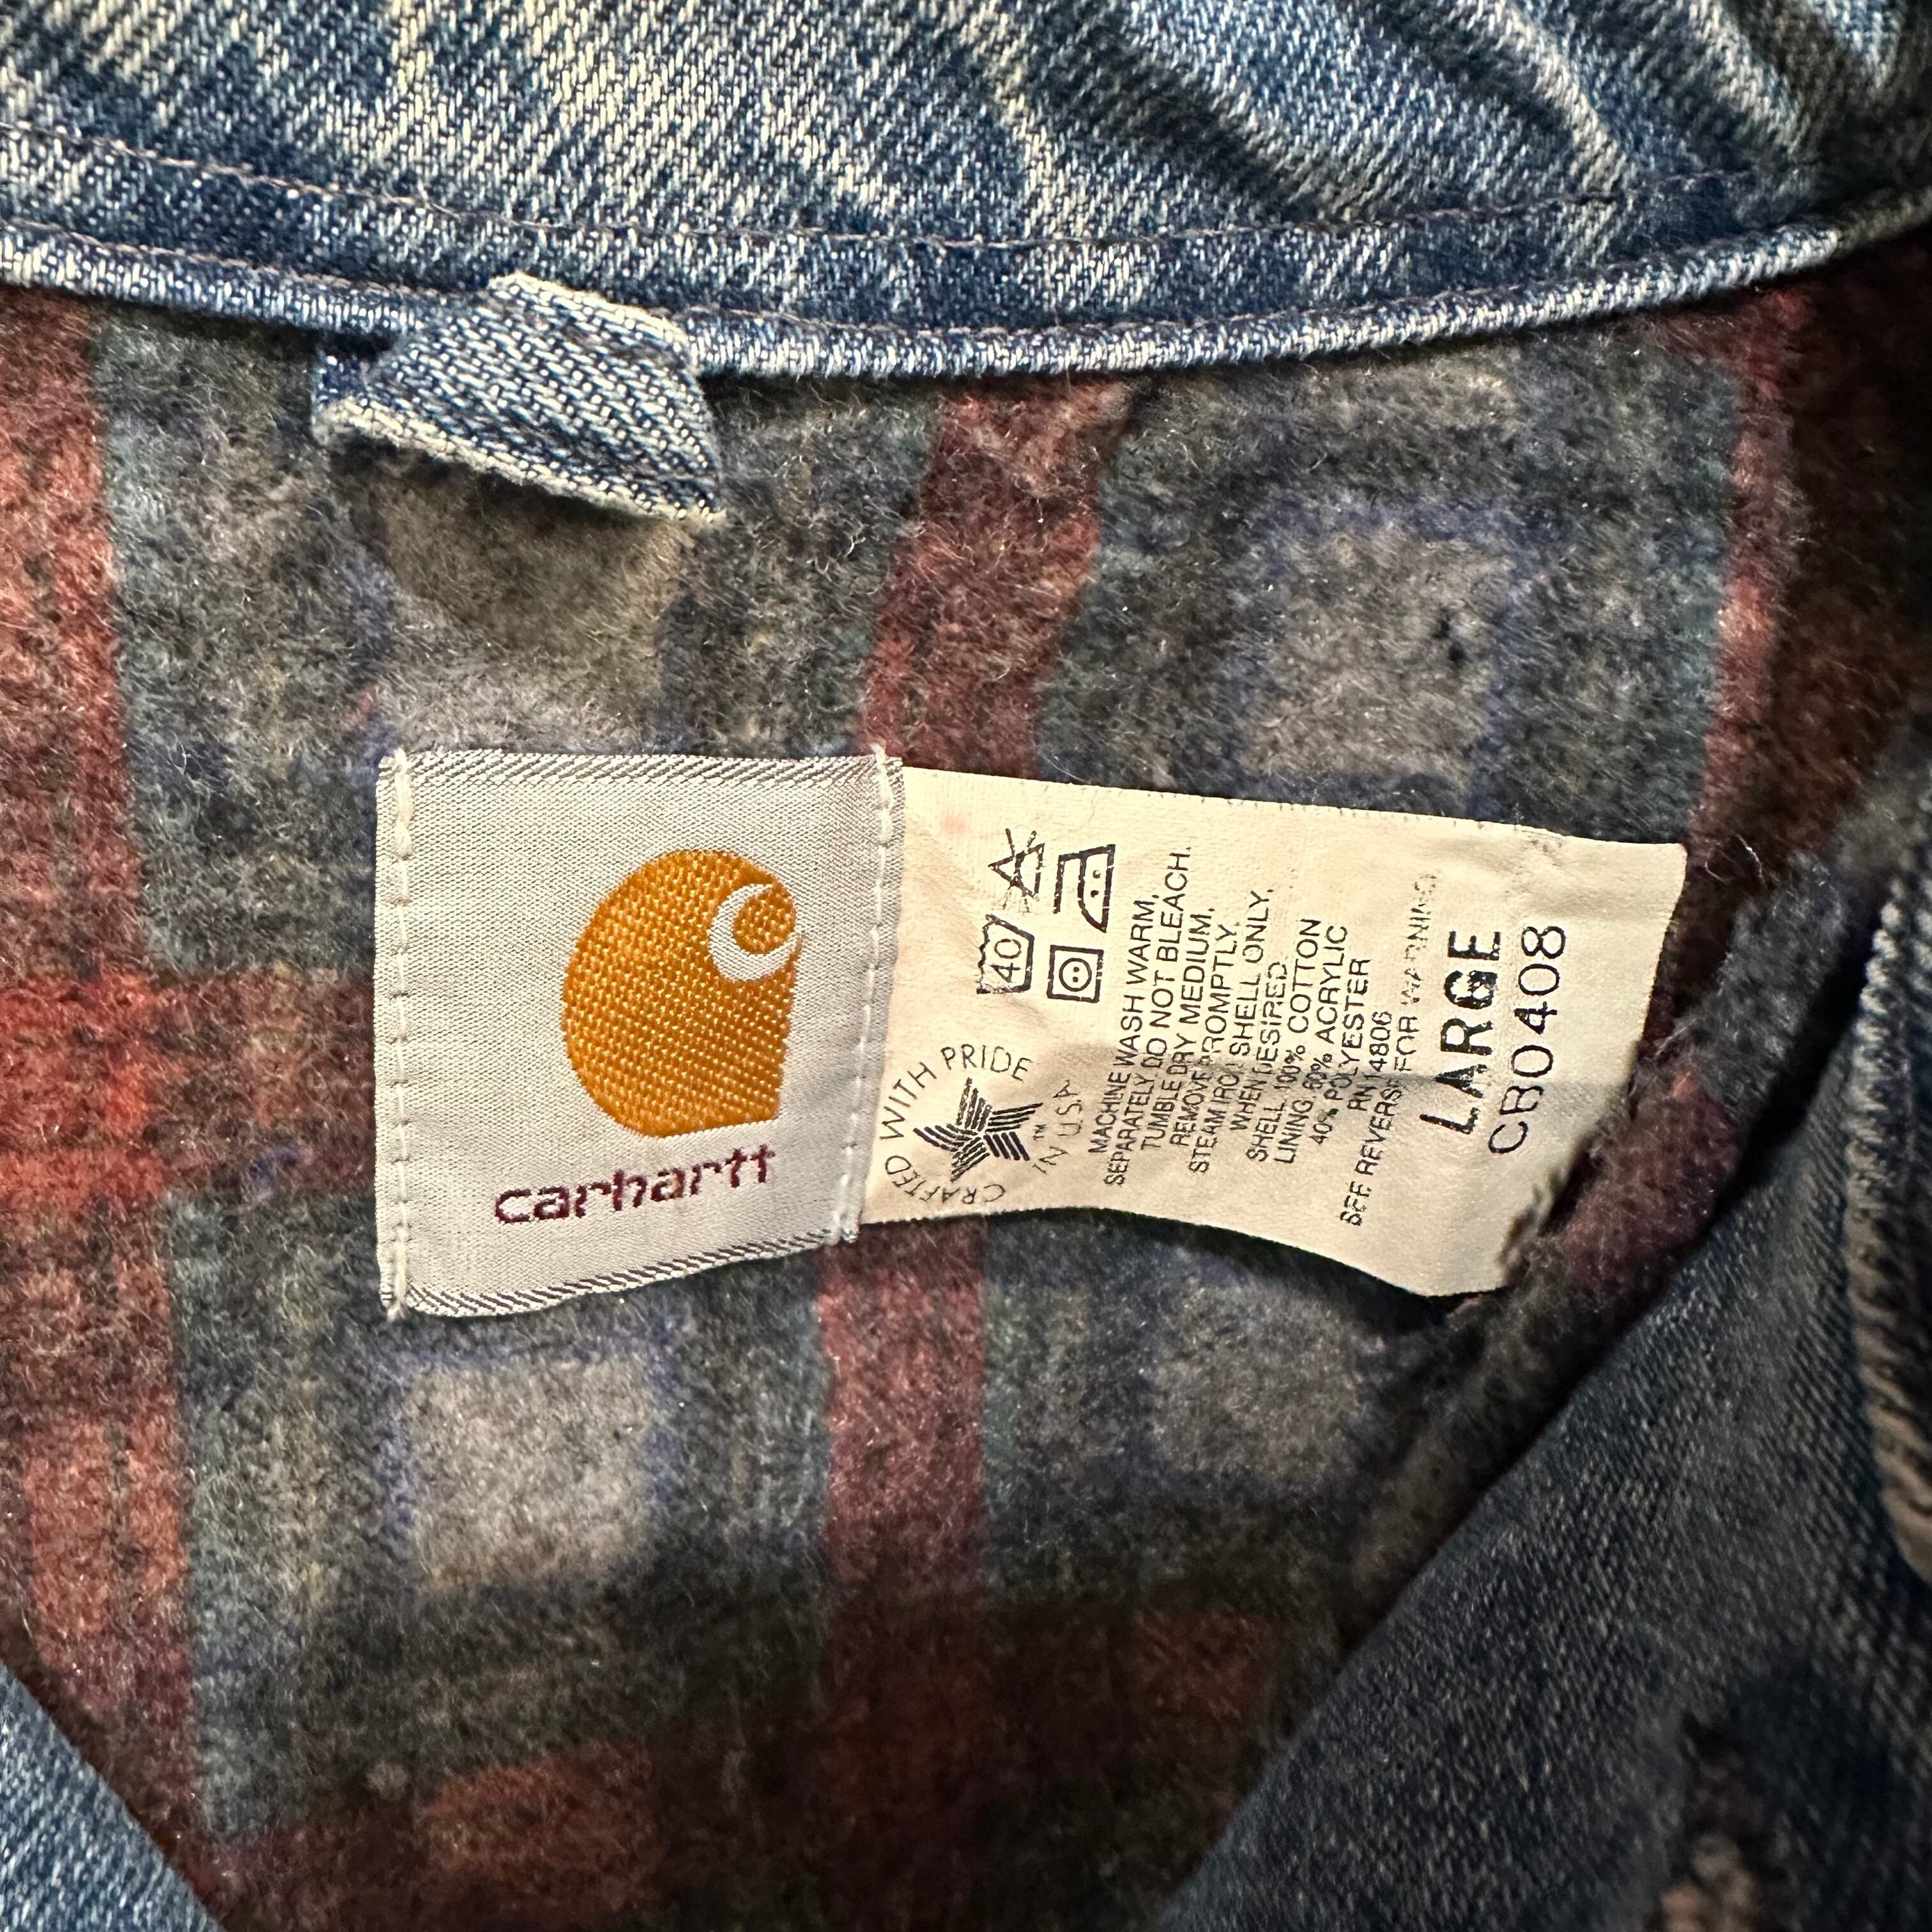 carhartt
40
CRAFTED WITH PRIDE
IN U.S.A.
™
MACHINE WASH WARM,
SEPARATELY DO NOT BLEACH.
TUMBLE DRY MEDIUM,
REMOVE PROMPTLY.
STEAM IRON SHELL ONLY,
WHEN DESIRED.
SHELL 100% COTTON
LINING 60% ACRYLIC
40% POLYESTER
RN 14806
SEE REVERSE FOR WARNING
LARGE
CB0408